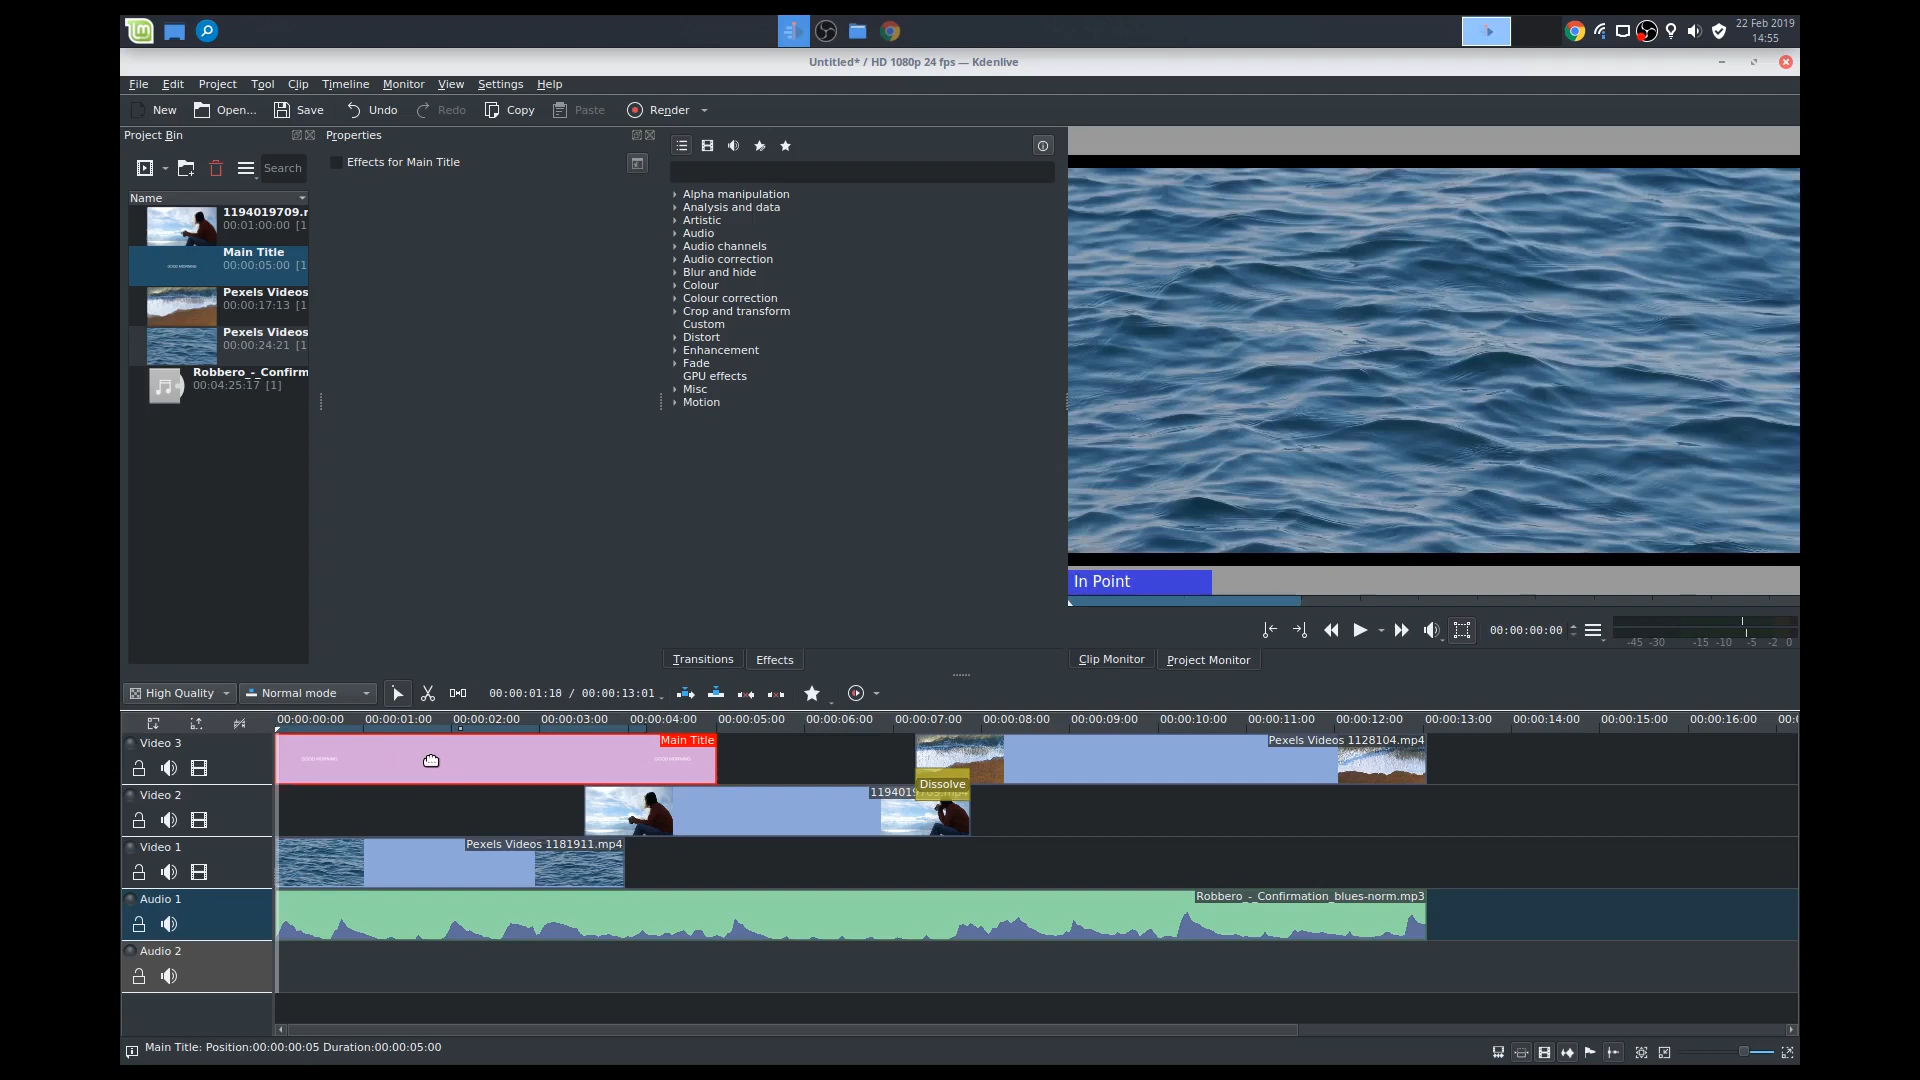 22 Feb 2019
14:55
Untitled* / HD 1080p 24 fps — Kdenlive
File Edit Project Tool Clip Timeline Monitor View Settings Help
New Open... Save Undo Redo Copy Paste Render
Project Bin
Properties
Search
Effects for Main Title
Name
1194019709.r
00:01:00:00 [1
Main Title
00:00:05:00 [1
GOOD MORNING
Pexels Videos
00:00:17:13 [1
Pexels Videos
00:00:24:21 [1
Robbero_-_Confirm
00:04:25:17 [1]
Alpha manipulation
Analysis and data
Artistic
Audio
Audio channels
Audio correction
Blur and hide
Colour
Colour correction
Crop and transform
Custom
Distort
Enhancement
Fade
GPU effects
Misc
Motion
In Point
00:00:00:00
-45 -30 -15 -10 -5 -2 0
Transitions Effects
Clip Monitor Project Monitor
High Quality Normal mode 00:00:01:18 / 00:00:13:01
00:00:00:00 00:00:01:00 00:00:02:00 00:00:03:00 00:00:04:00 00:00:05:00 00:00:06:00 00:00:07:00 00:00:08:00 00:00:09:00 00:00:10:00 00:00:11:00 00:00:12:00 00:00:13:00 00:00:14:00 00:00:15:00 00:00:16:00 00:0
Video 3
Main Title
GOOD MORNING GOOD MORNING
Pexels Videos 1128104.mp4
Dissolve
Video 2
Video 1
Pexels Videos 1181911.mp4
Audio 1
Robbero_-_Confirmation_blues-norm.mp3
Audio 2
Main Title: Position:00:00:00:05 Duration:00:00:05:00